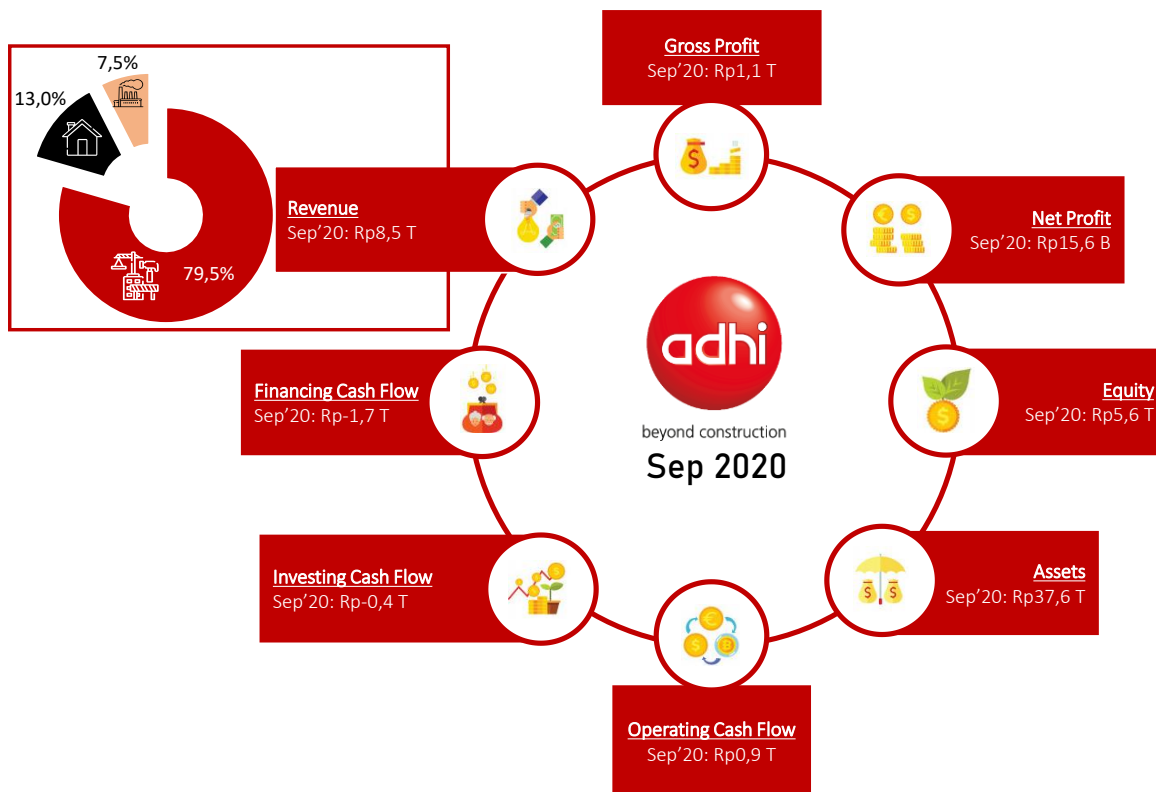 Gross Profit
Sep’20: Rp1,1 T
7,5%
13,0%
79,5%
Revenue
Sep’20: Rp8,5 T
Net Profit
Sep’20: Rp15,6 B
adhi
beyond construction
Sep 2020
Financing Cash Flow
Sep’20: Rp-1,7 T
Equity
Sep’20: Rp5,6 T
Investing Cash Flow
Sep’20: Rp-0,4 T
Assets
Sep’20: Rp37,6 T
Operating Cash Flow
Sep’20: Rp0,9 T